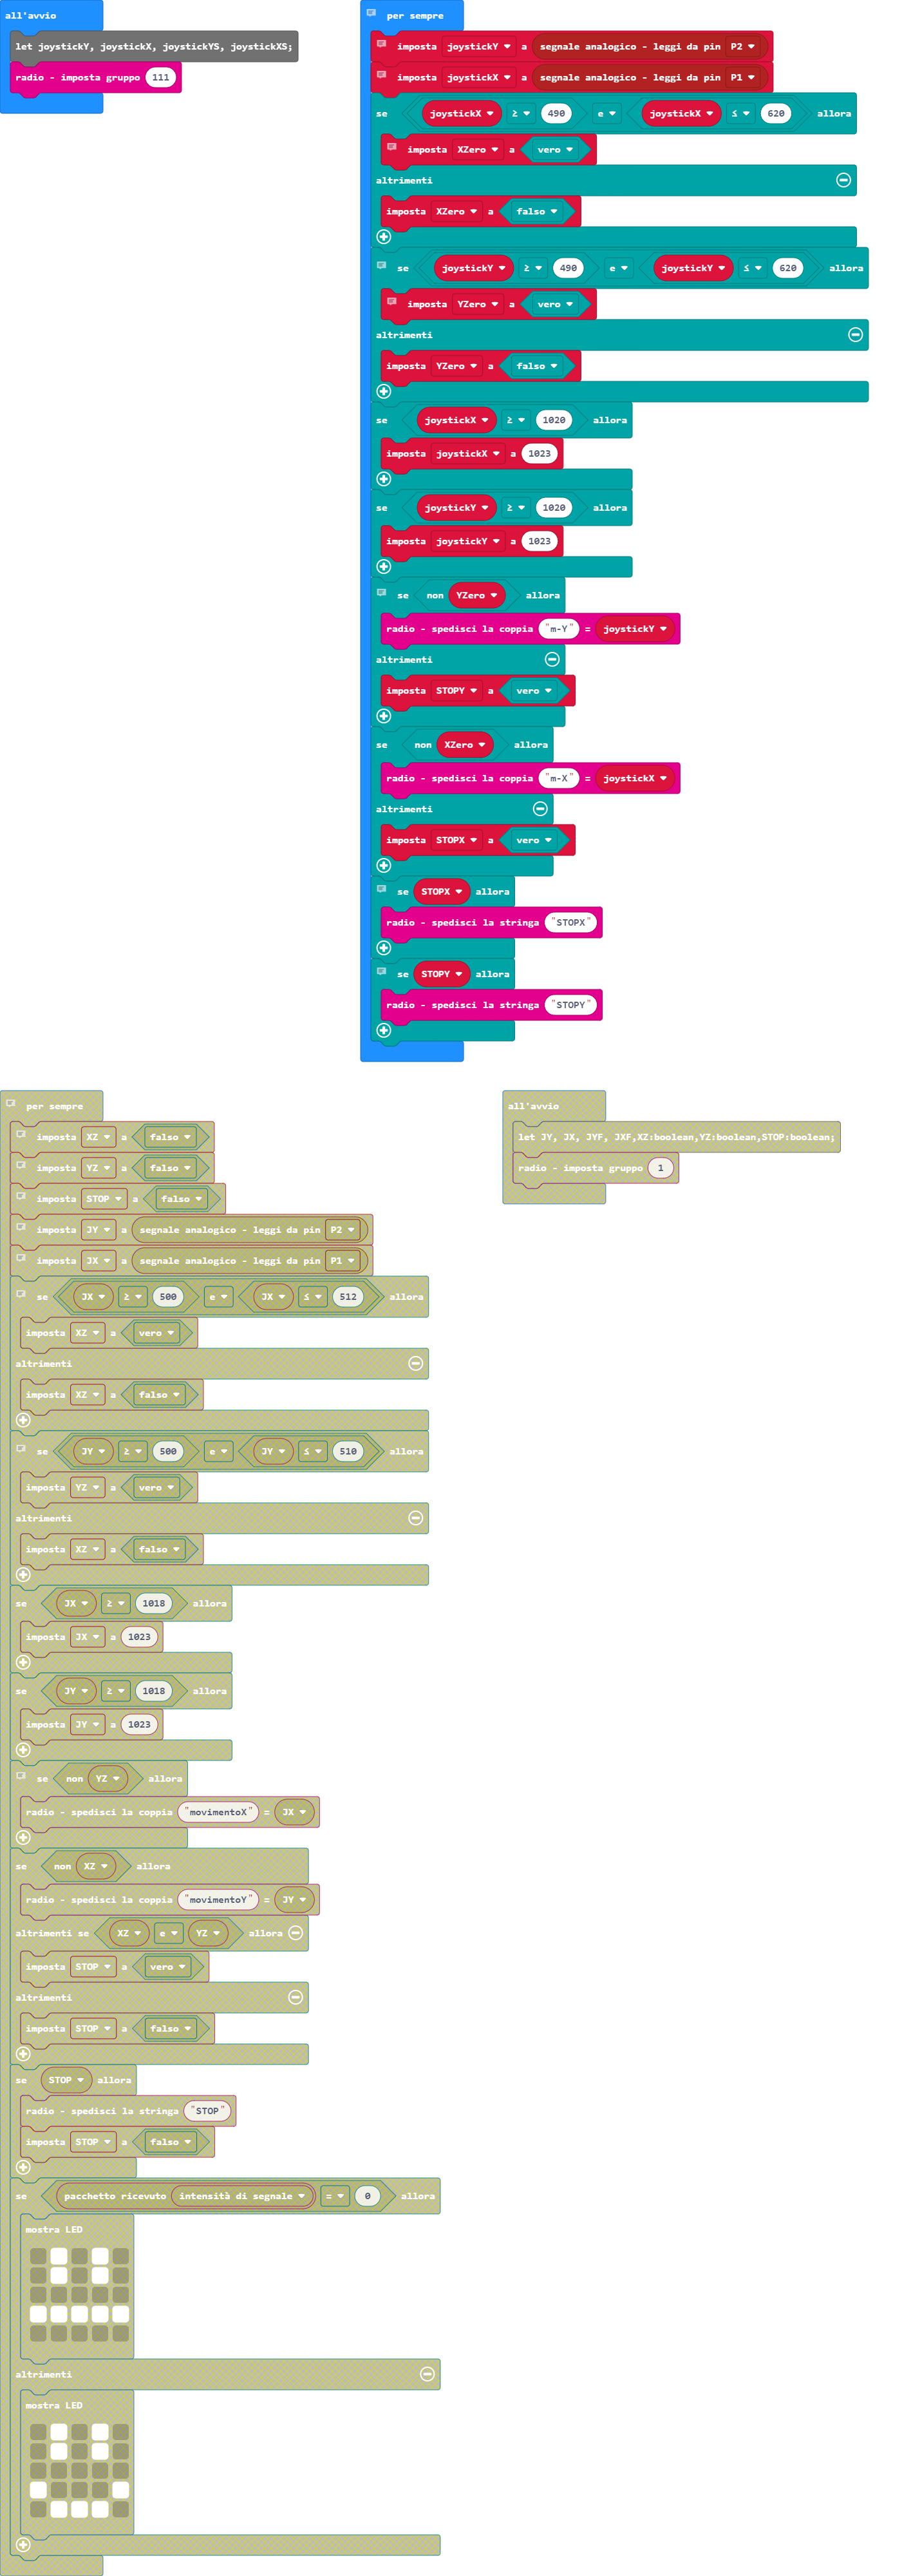 all'avvio
let joystickY, joystickX, joystickYS, joystickXS;
radio - imposta gruppo 111
per sempre
imposta joystickY a segnale analogico - leggi da pin P2
imposta joystickX a segnale analogico - leggi da pin P1
se joystickX ≥ 490 e joystickX ≤ 620 allora
imposta XZero a vero
altrimenti
imposta XZero a falso
se joystickY ≥ 490 e joystickY ≤ 620 allora
imposta YZero a vero
altrimenti
imposta YZero a falso
se joystickX ≥ 1020 allora
imposta joystickX a 1023
se joystickY ≥ 1020 allora
imposta joystickY a 1023
se non YZero allora
radio - spedisci la coppia "m-Y" = joystickY
altrimenti
imposta STOPY a vero
se non XZero allora
radio - spedisci la coppia "m-X" = joystickX
altrimenti
imposta STOPX a vero
se STOPX allora
radio - spedisci la stringa "STOPX"
se STOPY allora
radio - spedisci la stringa "STOPY"
per sempre
imposta XZ a falso
imposta YZ a falso
imposta STOP a falso
imposta JY a segnale analogico - leggi da pin P2
imposta JX a segnale analogico - leggi da pin P1
se JX ≥ 500 e JX ≤ 512 allora
imposta XZ a vero
altrimenti
imposta XZ a falso
se JY ≥ 500 e JY ≤ 510 allora
imposta YZ a vero
altrimenti
imposta XZ a falso
se JX ≥ 1018 allora
imposta JX a 1023
se JY ≥ 1018 allora
imposta JY a 1023
se non YZ allora
radio - spedisci la coppia "movimentoX" = JX
se non XZ allora
radio - spedisci la coppia "movimentoY" = JY
altrimenti se XZ e YZ allora
imposta STOP a vero
altrimenti
imposta STOP a falso
se STOP allora
radio - spedisci la stringa "STOP"
imposta STOP a falso
se pacchetto ricevuto intensità di segnale = 0 allora
mostra LED
altrimenti
mostra LED
all'avvio
let JY, JX, JYF, JXF,XZ:boolean,YZ:boolean,STOP:boolean;
radio - imposta gruppo 1